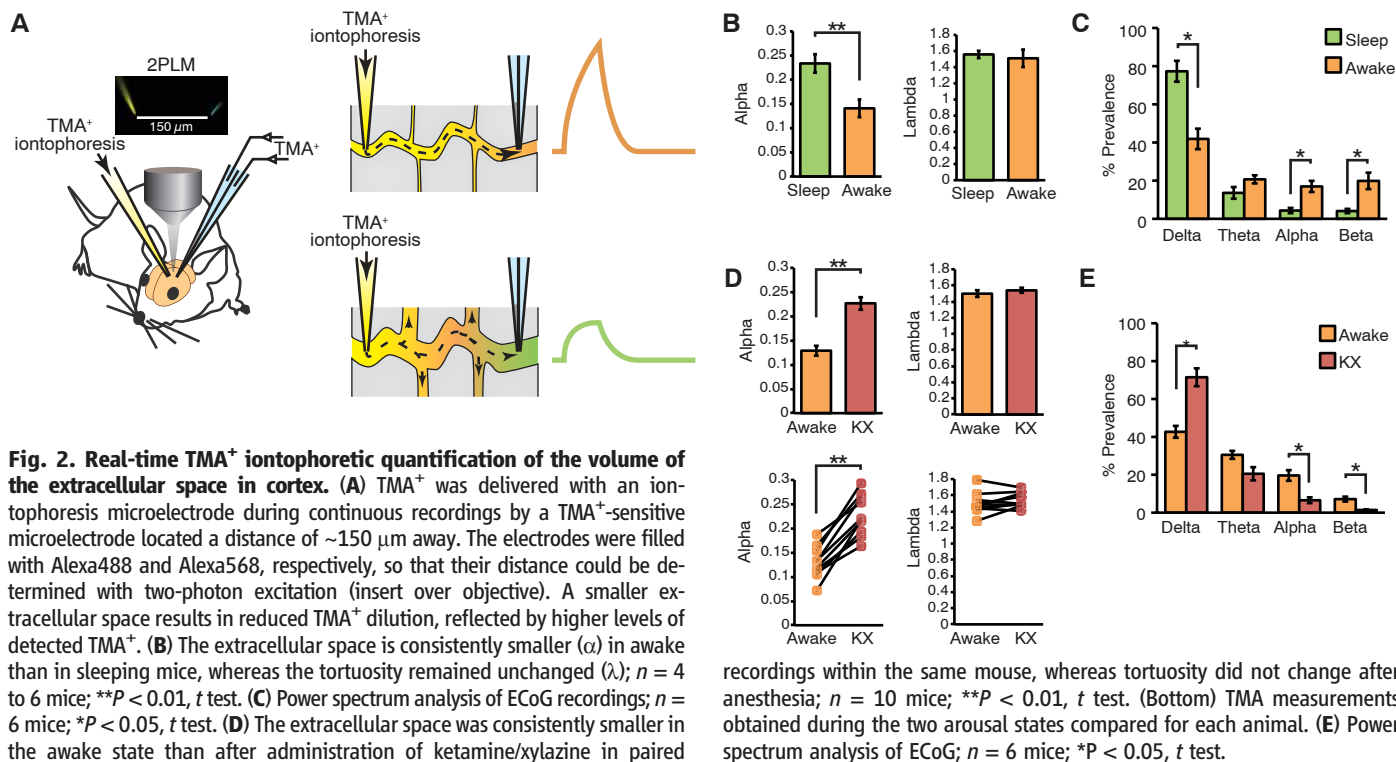 A
TMA+
iontophoresis
2PLM
150 µm
TMA+
iontophoresis
TMA+
TMA+
iontophoresis
B
**
0.3
0.25
0.2
0.15
0.1
0.05
0
Alpha
Sleep Awake
1.8
1.6
1.4
1.2
1
0.8
0.6
0.4
0.2
0
Lambda
Sleep Awake
C
Sleep
Awake
100
80
60
40
20
0
% Prevalence
*
*
*
Delta Theta Alpha Beta
D
**
0.3
0.25
0.2
0.15
0.1
0.05
0
Alpha
Awake KX
1.8
1.6
1.4
1.2
1
0.8
0.6
0.4
0.2
0
Lambda
Awake KX
**
0.3
0.25
0.2
0.15
0.1
0.05
0
Alpha
Awake KX
1.8
1.6
1.4
1.2
1
0.8
0.6
0.4
0.2
0
Lambda
Awake KX
E
Awake
KX
100
80
60
40
20
0
% Prevalence
*
*
*
Delta Theta Alpha Beta
Fig. 2. Real-time TMA+ iontophoretic quantification of the volume of
the extracellular space in cortex. (A) TMA+ was delivered with an ion-
tophoresis microelectrode during continuous recordings by a TMA+-sensitive
microelectrode located a distance of ~150 µm away. The electrodes were filled
with Alexa488 and Alexa568, respectively, so that their distance could be de-
termined with two-photon excitation (insert over objective). A smaller ex-
tracellular space results in reduced TMA+ dilution, reflected by higher levels of
detected TMA+. (B) The extracellular space is consistently smaller (α) in awake
than in sleeping mice, whereas the tortuosity remained unchanged (λ); n = 4
to 6 mice; **P < 0.01, t test. (C) Power spectrum analysis of ECoG recordings; n =
6 mice; *P < 0.05, t test. (D) The extracellular space was consistently smaller in
the awake state than after administration of ketamine/xylazine in paired
recordings within the same mouse, whereas tortuosity did not change after
anesthesia; n = 10 mice; **P < 0.01, t test. (Bottom) TMA measurements
obtained during the two arousal states compared for each animal. (E) Power
spectrum analysis of ECoG; n = 6 mice; *P < 0.05, t test.